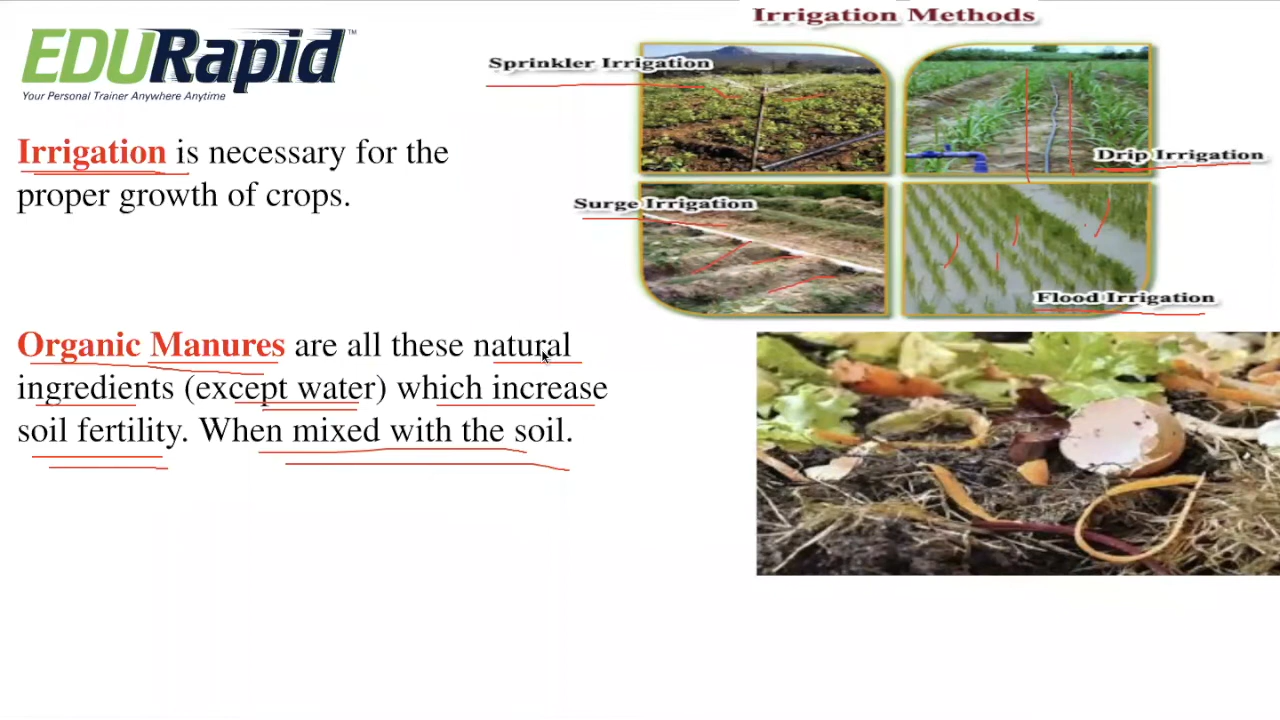 EDURapid™
Your Personal Trainer Anywhere Anytime
Irrigation Methods
Sprinkler Irrigation
Drip Irrigation
Surge Irrigation
Flood Irrigation
Irrigation is necessary for the
proper growth of crops.
Organic Manures are all these natural
ingredients (except water) which increase
soil fertility. When mixed with the soil.